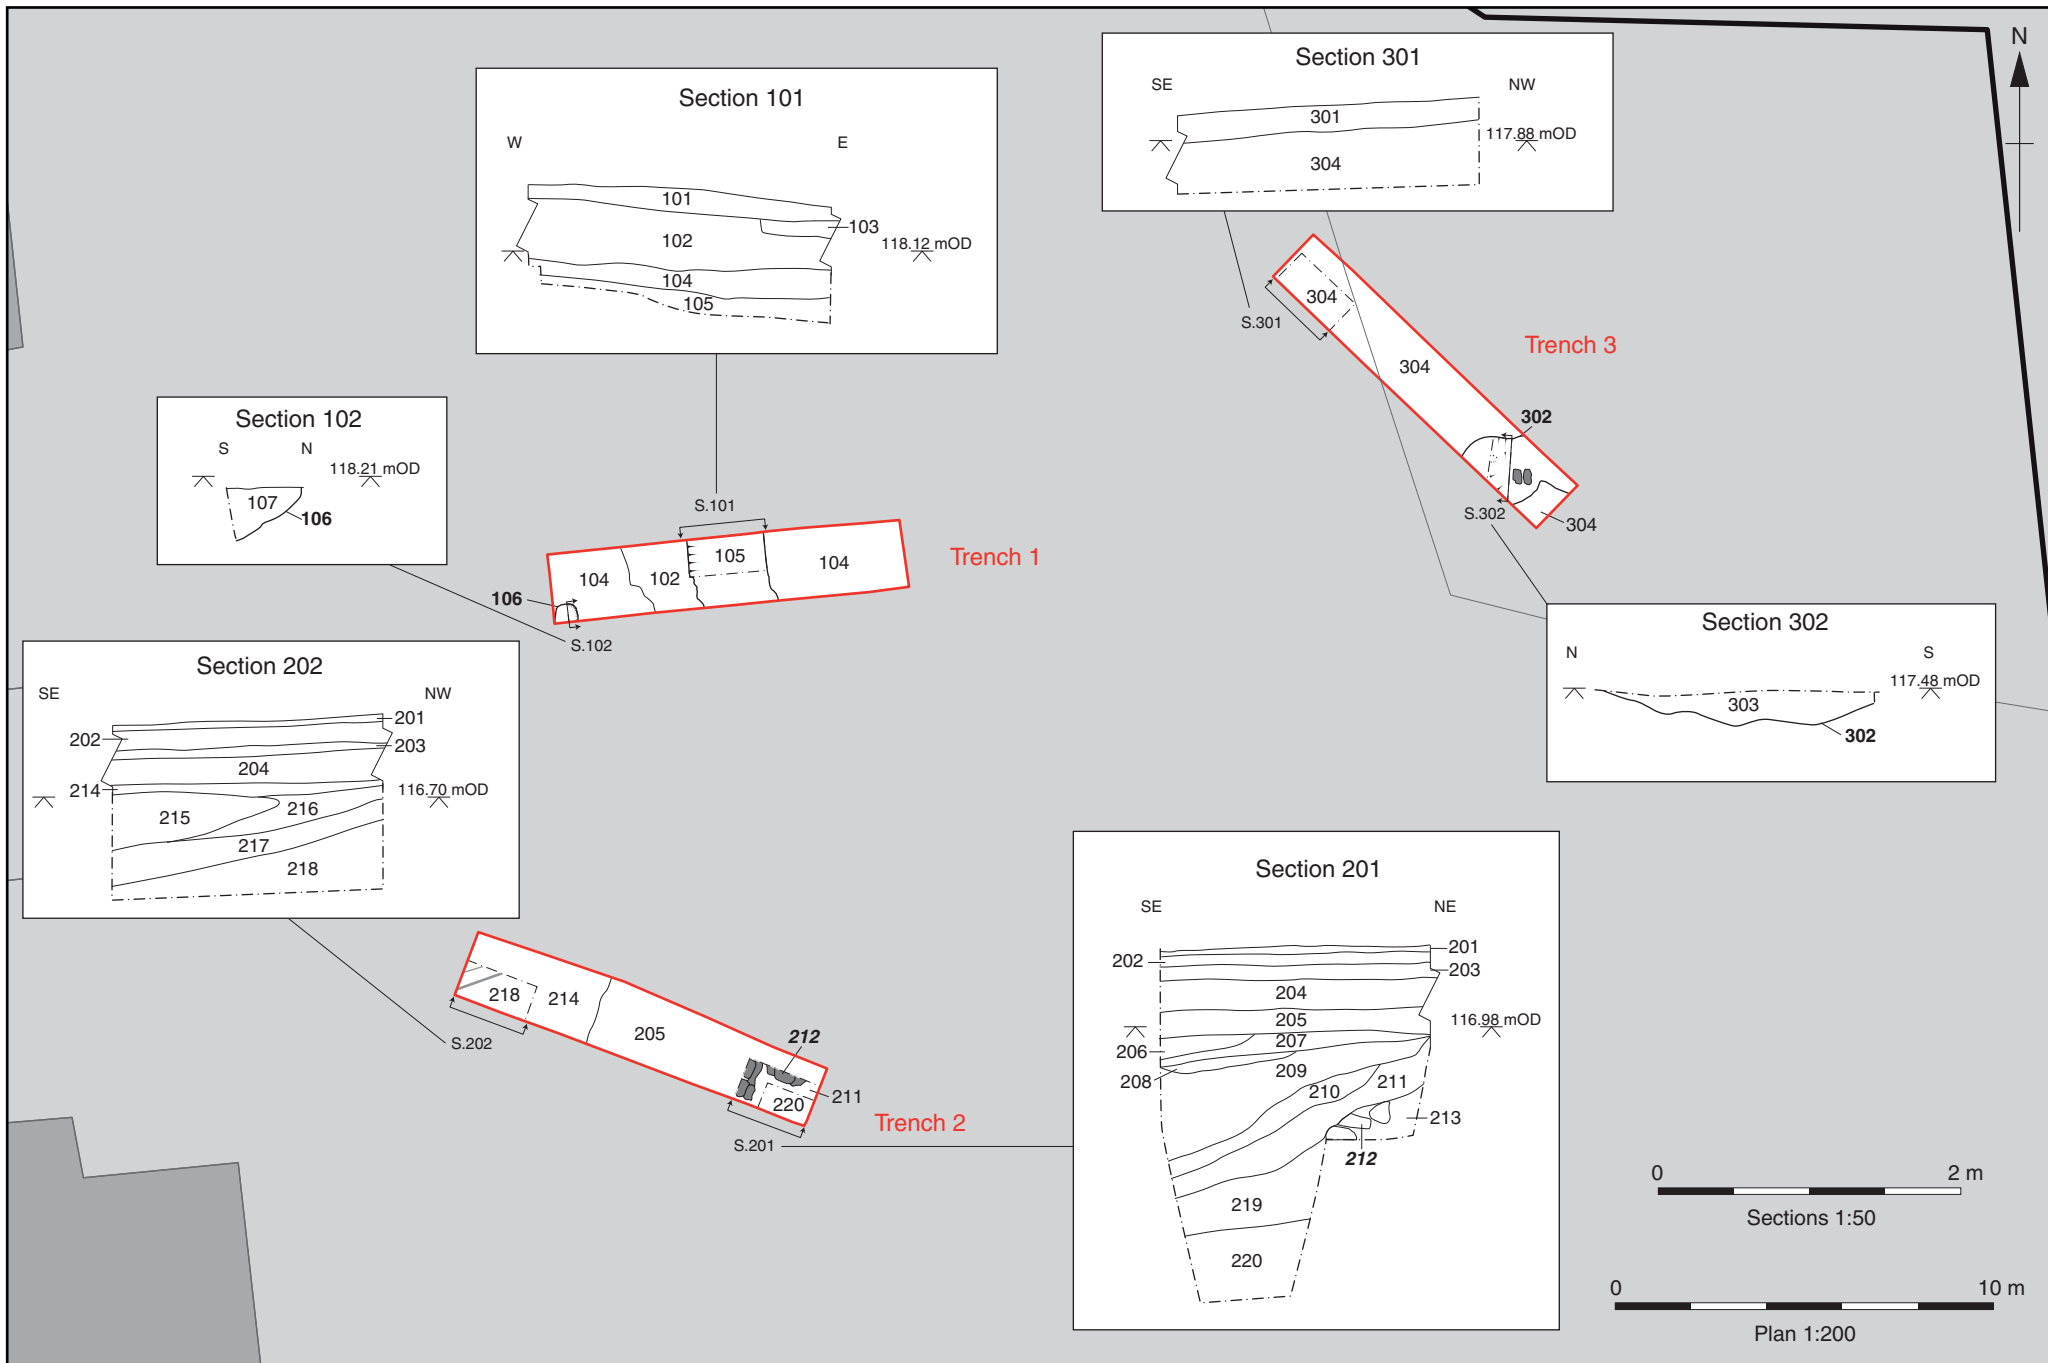 Section 101
W
E
101
103
102
118.12 mOD
104
105
Section 301
SE
NW
301
117.88 mOD
304
N
S.301
304
Trench 3
304
302
S.302
304
Section 102
S
N
118.21 mOD
107
106
S.101
104
102
105
104
Trench 1
106
S.102
Section 302
N
S
117.48 mOD
303
302
Section 202
SE
NW
201
202
203
204
214
116.70 mOD
215
216
217
218
218
214
205
212
211
220
S.202
S.201
Trench 2
Section 201
SE
NE
201
202
203
204
205
116.98 mOD
206
207
208
209
210
211
213
212
219
220
0
2 m
Sections 1:50
0
10 m
Plan 1:200